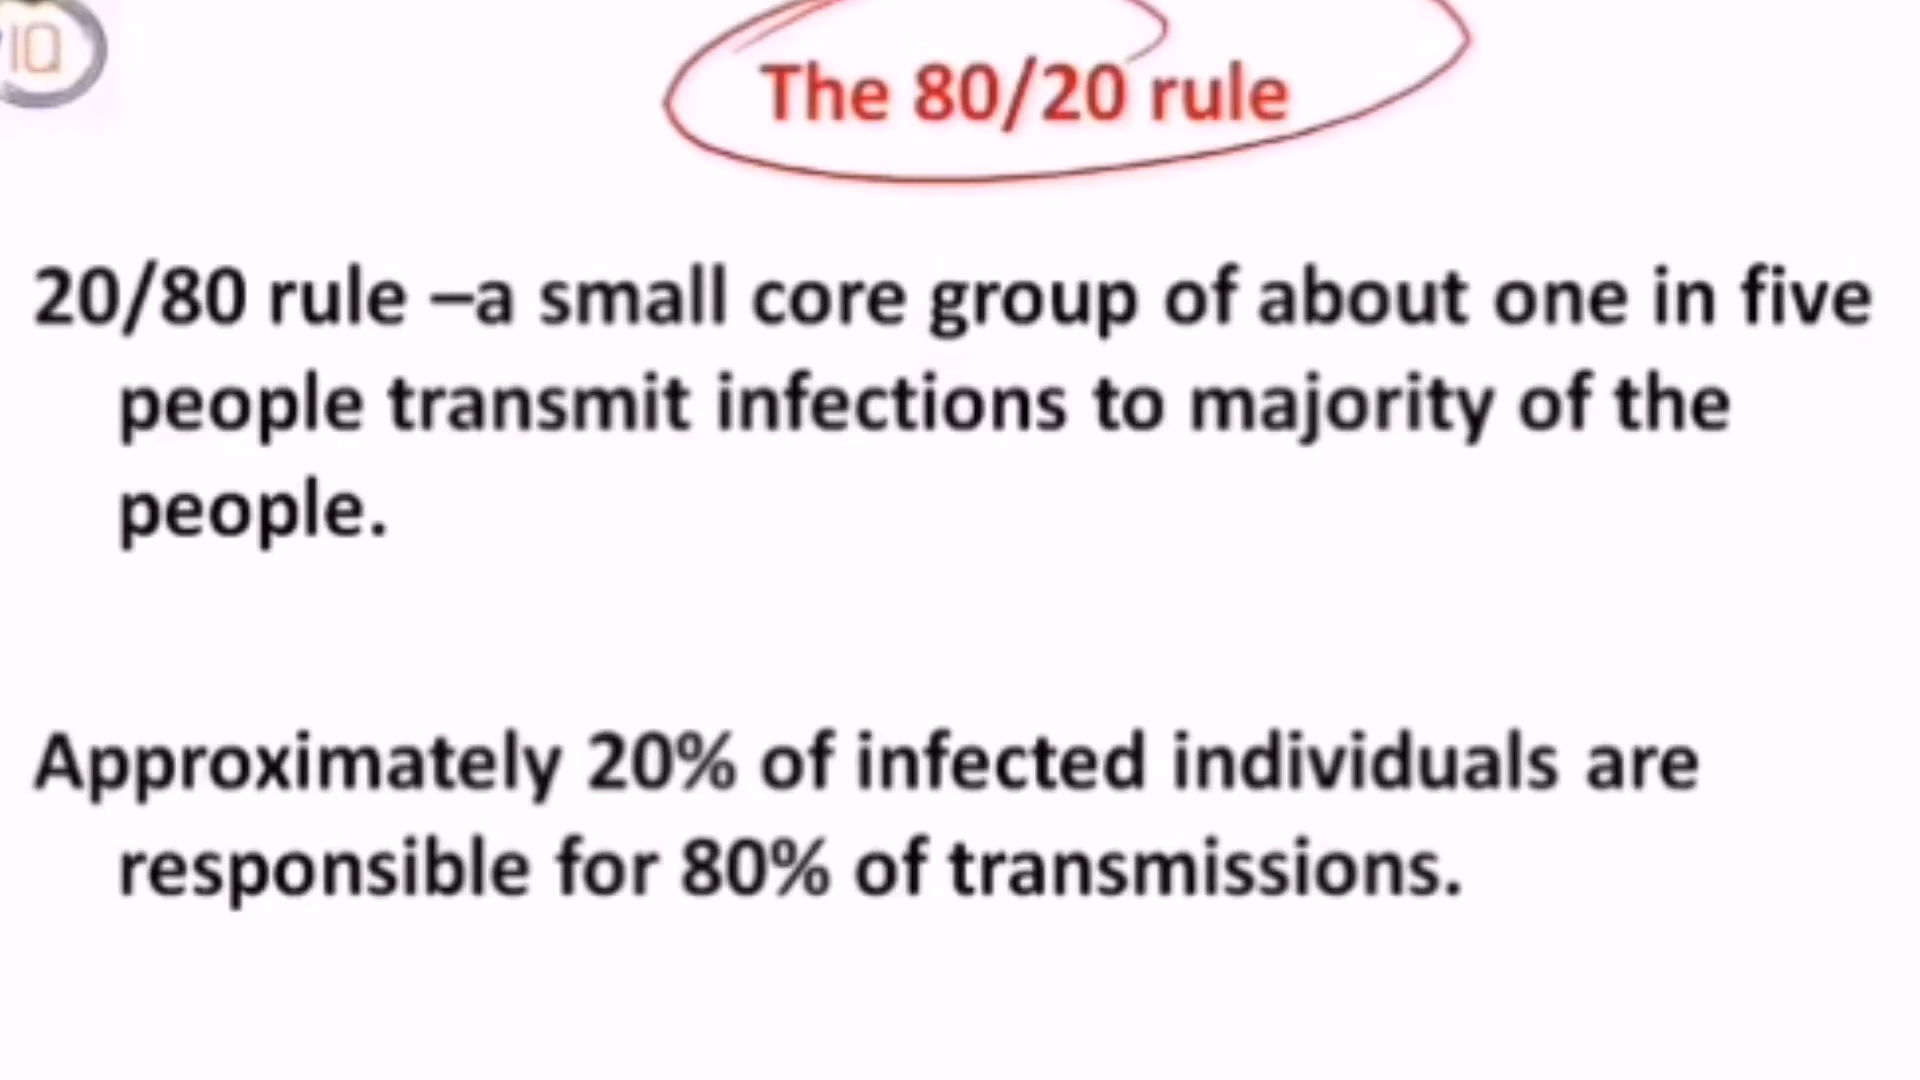 IQ
The 80/20 rule
20/80 rule –a small core group of about one in five
people transmit infections to majority of the
people.
Approximately 20% of infected individuals are
responsible for 80% of transmissions.